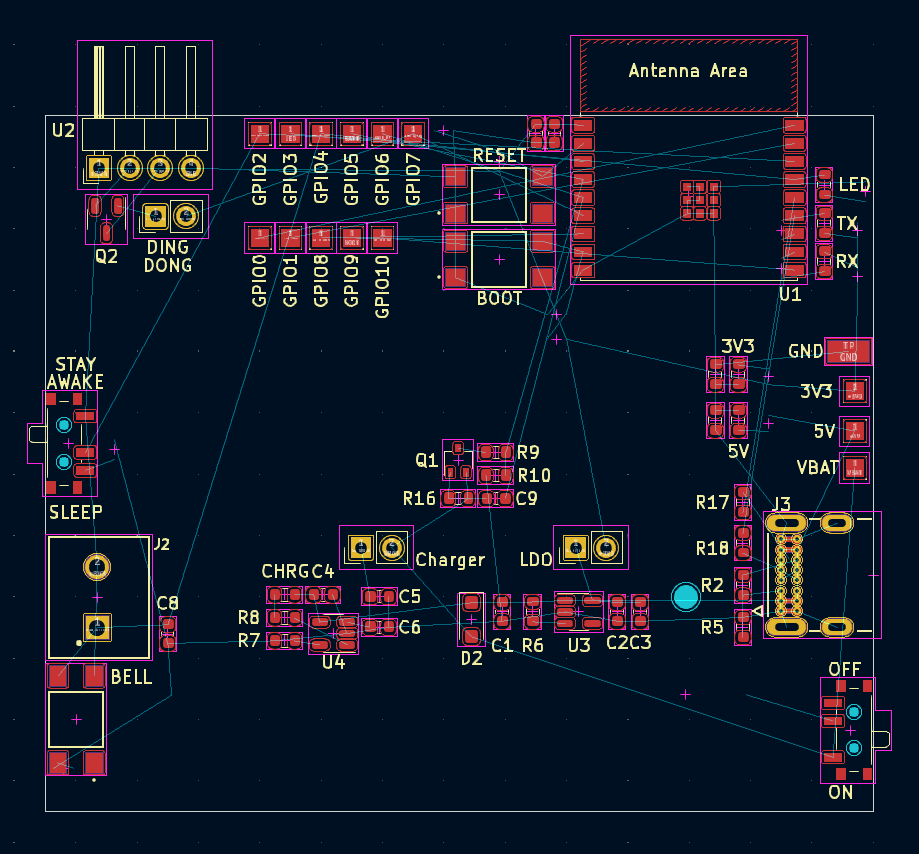 Antenna Area
U2
RESET
GPIO2
GPIO3
GPIO4
GPIO5
GPIO6
GPIO7
LED
TX
RX
Q2
DING
DONG
GPIO0
GPIO1
GPIO8
GPIO9
GPIO10
BOOT
U1
3V3
GND
TP
GND
STAY
AWAKE
3V3
5V
5V
VBAT
Q1
R9
R10
R16
C9
SLEEP
R17
J3
J2
R18
Charger
LDO
CHRG
C4
R2
C8
C5
R8
C6
R5
R7
U4
D2
C1
R6
U3
C2
C3
BELL
OFF
ON